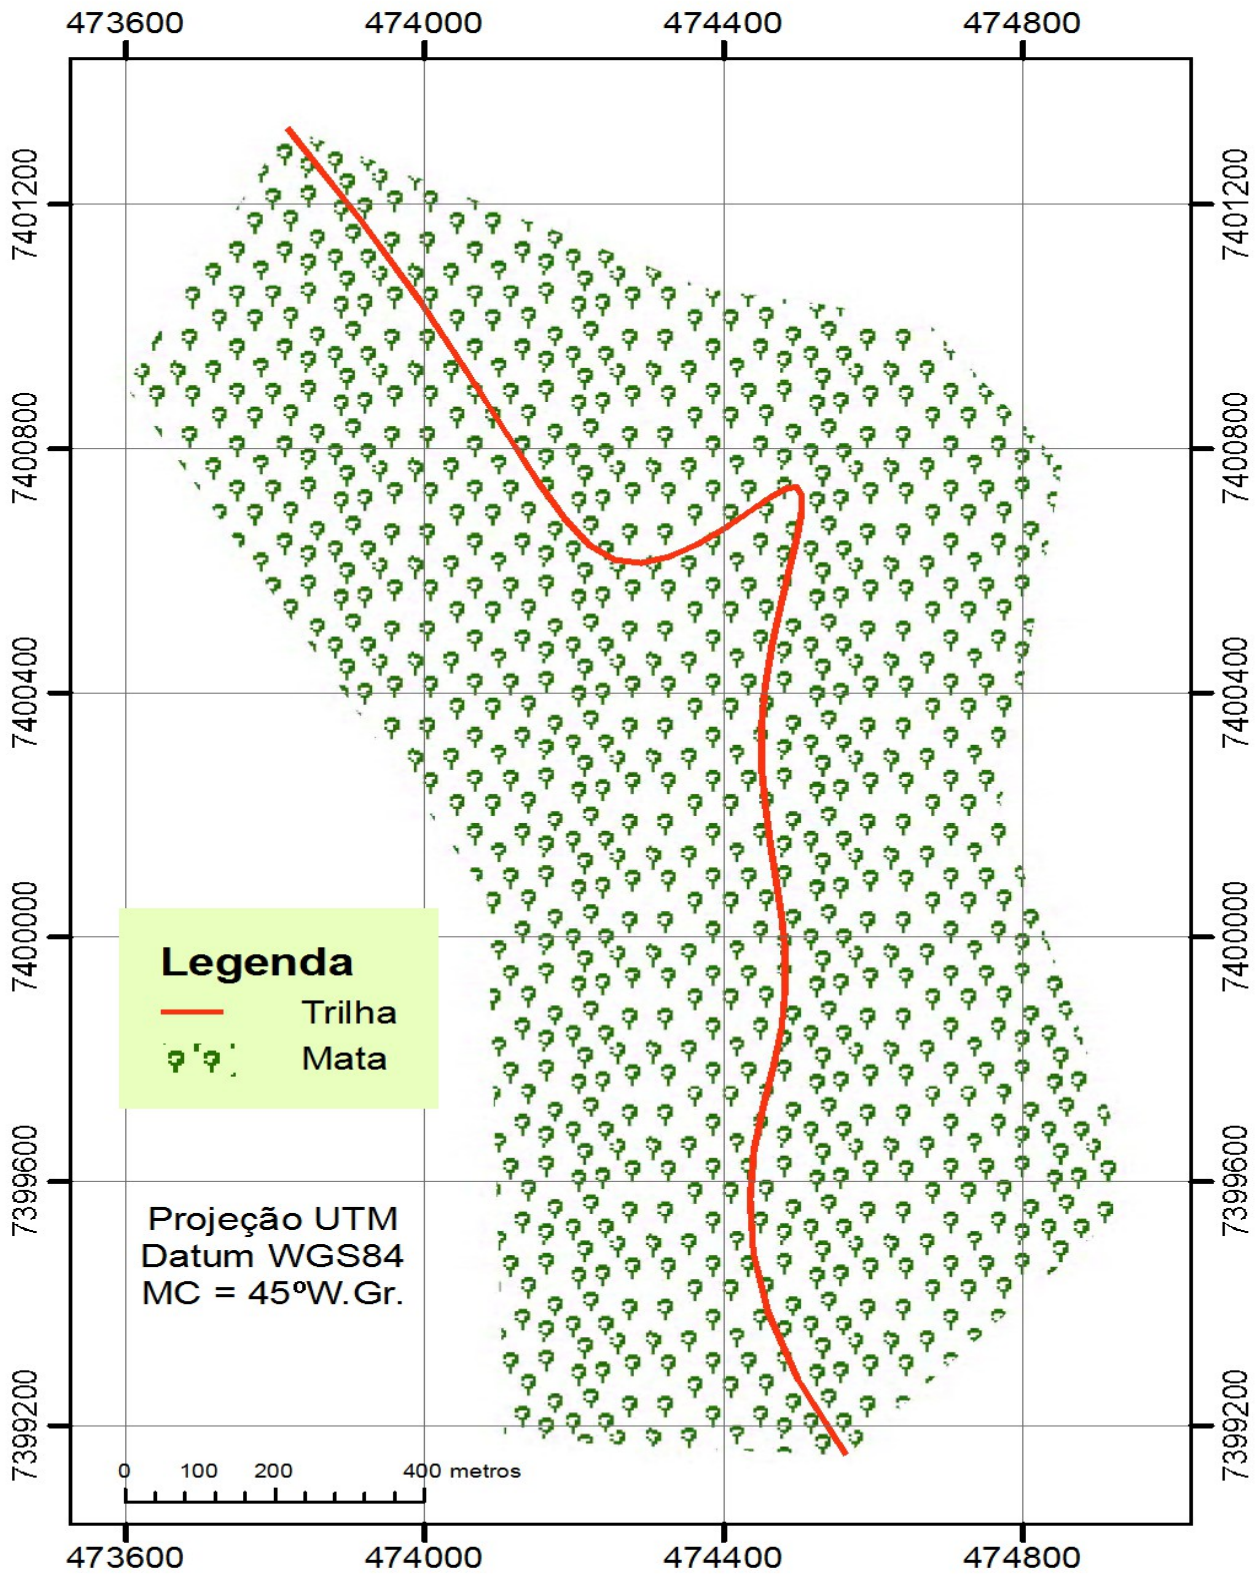 473600 474000 474400 474800
7401200 7401200
7400800 7400800
7400400 7400400
7400000 7400000
Legenda
Trilha
Mata
7399600 7399600
Projeção UTM
Datum WGS84
MC = 45ºW.Gr.
7399200 7399200
0 100 200 400 metros
473600 474000 474400 474800